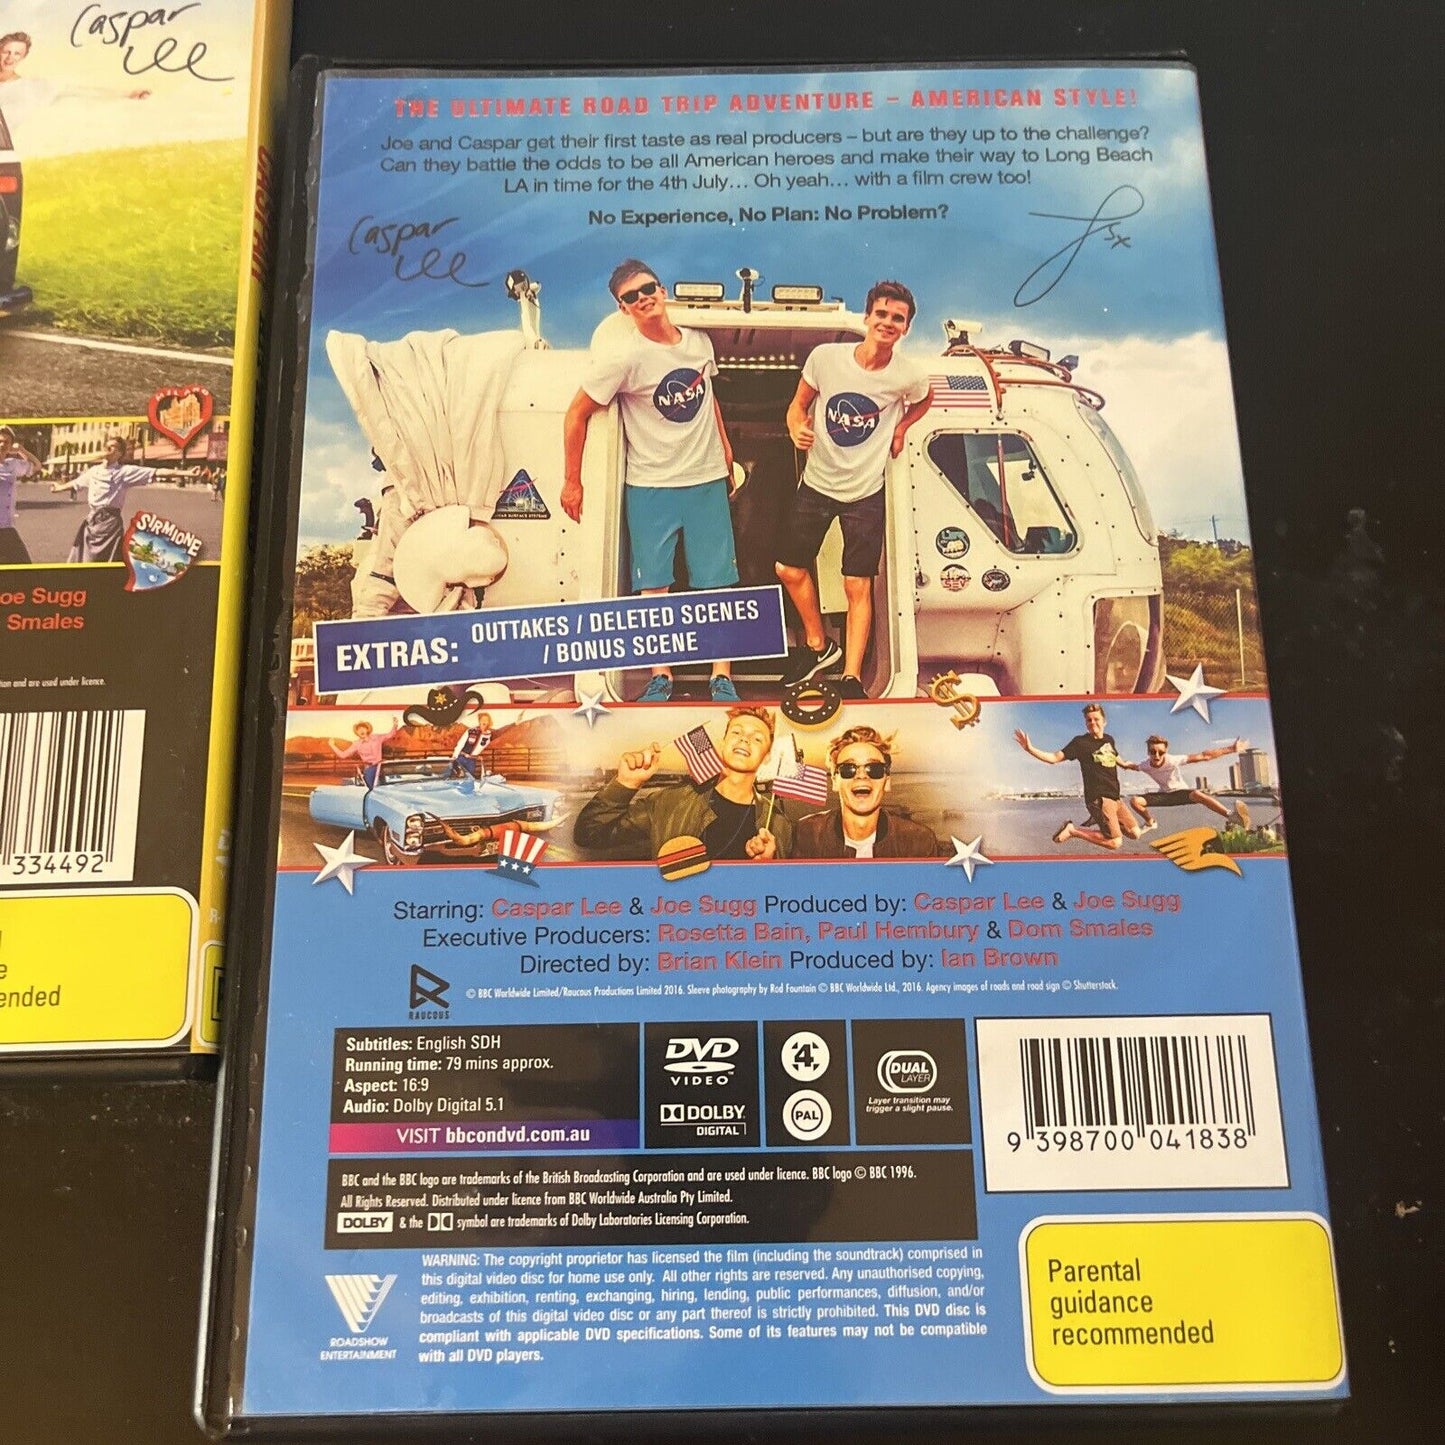 Caspar
Lee
MILANO
SIRMIONE
oe Sugg
Smales
tion and are used under licence.
334492
ended
THE ULTIMATE ROAD TRIP ADVENTURE – AMERICAN STYLE!
Joe and Caspar get their first taste as real producers – but are they up to the challenge?
Can they battle the odds to be all American heroes and make their way to Long Beach
LA in time for the 4th July... Oh yeah... with a film crew too!
No Experience, No Plan: No Problem?
Caspar
Lee
NASA
NASA
EXTRAS: OUTTAKES / DELETED SCENES
/ BONUS SCENE
Starring: Caspar Lee & Joe Sugg Produced by: Caspar Lee & Joe Sugg
Executive Producers: Rosetta Bain, Paul Hembury & Dom Smales
Directed by: Brian Klein Produced by: Ian Brown
RAUCOUS
© BBC Worldwide Limited/Raucous Productions Limited 2016. Sleeve photography by Rod Fountain © BBC Worldwide Ltd., 2016. Agency images of roads and road sign © Shutterstock.
Subtitles: English SDH
Running time: 79 mins approx.
Aspect: 16:9
Audio: Dolby Digital 5.1
VISIT bbcondvd.com.au
DVD
VIDEO™
DOLBY
DIGITAL
4
PAL
DUAL
LAYER
Layer transition may
trigger a slight pause.
9 398700 041838
BBC and the BBC logo are trademarks of the British Broadcasting Corporation and are used under licence. BBC logo © BBC 1996.
All Rights Reserved. Distributed under licence from BBC Worldwide Australia Pty Limited.
DOLBY & the DD symbol are trademarks of Dolby Laboratories Licensing Corporation.
ROADSHOW
ENTERTAINMENT
WARNING: The copyright proprietor has licensed the film (including the soundtrack) comprised in
this digital video disc for home use only. All other rights are reserved. Any unauthorised copying,
editing, exhibition, renting, exchanging, hiring, lending, public performances, diffusion, and/or
broadcasts of this digital video disc or any part thereof is strictly prohibited. This DVD disc is
compliant with applicable DVD specifications. Some of its features may not be compatible
with all DVD players.
Parental
guidance
recommended